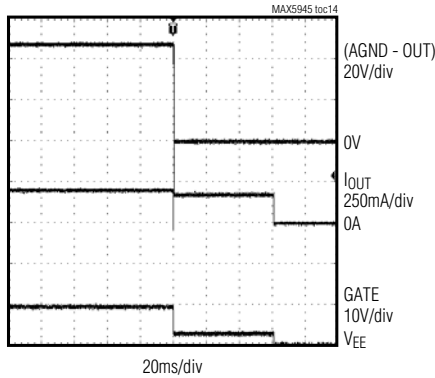 MAX5945 toc14
T
(AGND - OUT)
20V/div
0V
IOUT
250mA/div
0A
GATE
10V/div
VEE
20ms/div